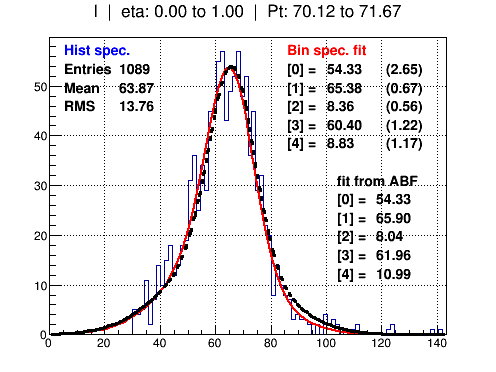 I | eta: 0.00 to 1.00 | Pt: 70.12 to 71.67
Hist spec.
Entries 1089
Mean 63.87
RMS 13.76
Bin spec. fit
[0] = 54.33 (2.65)
[1] = 65.38 (0.67)
[2] = 8.36 (0.56)
[3] = 60.40 (1.22)
[4] = 8.83 (1.17)
fit from ABF
[0] = 54.33
[1] = 65.90
[2] = 8.04
[3] = 61.96
[4] = 10.99
50
40
30
20
10
0
0 20 40 60 80 100 120 140